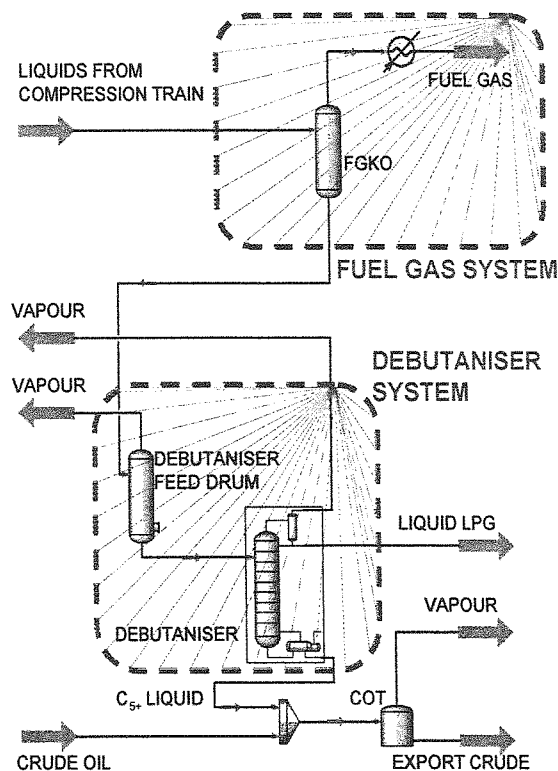 LIQUIDS FROM
COMPRESSION TRAIN
FUEL GAS
FGKO
FUEL GAS SYSTEM
VAPOUR
DEBUTANISER
SYSTEM
VAPOUR
DEBUTANISER
FEED DRUM
LIQUID LPG
VAPOUR
DEBUTANISER
C5+ LIQUID
COT
CRUDE OIL
EXPORT CRUDE